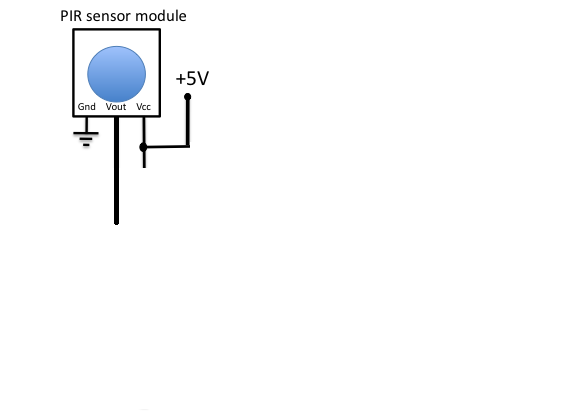 PIR sensor module
+5V
Gnd Vout Vcc